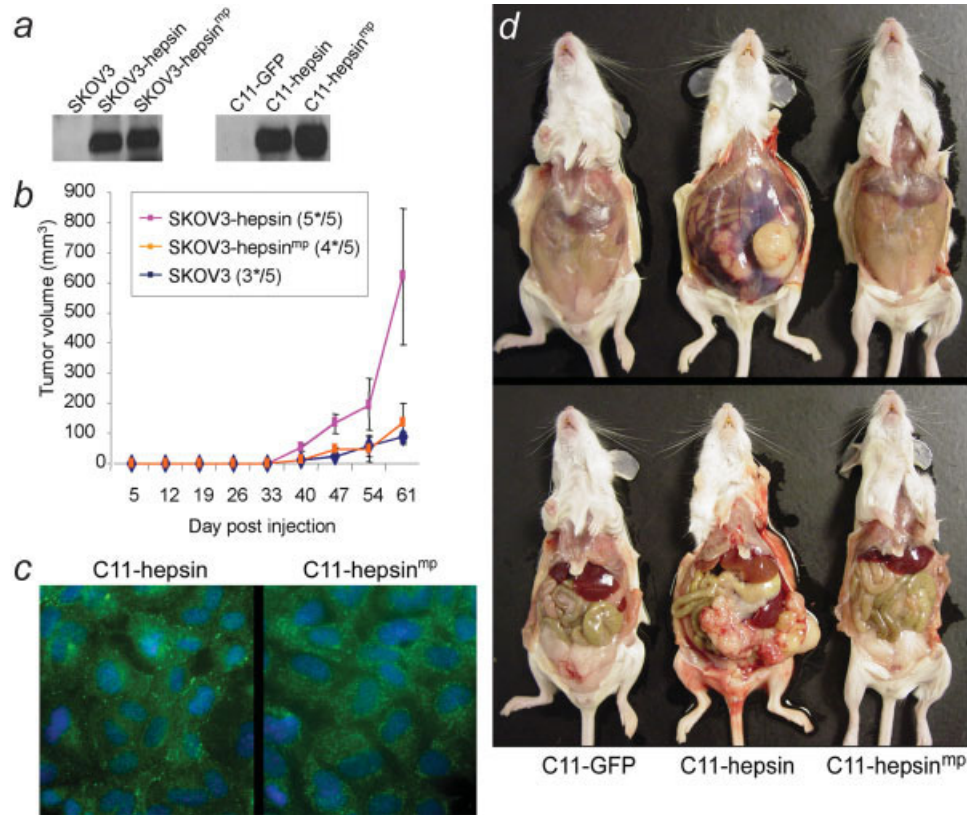 a
SKOV3
SKOV3-hepsin
SKOV3-hepsinᵐᵖ
C11-GFP
C11-hepsin
C11-hepsinᵐᵖ
b
900
800
700
600
500
400
300
200
100
0
Tumor volume (mm³)
SKOV3-hepsin (5*/5)
SKOV3-hepsinᵐᵖ (4*/5)
SKOV3 (3*/5)
5 12 19 26 33 40 47 54 61
Day post injection
c
C11-hepsin C11-hepsinᵐᵖ
d
C11-GFP C11-hepsin C11-hepsinᵐᵖ